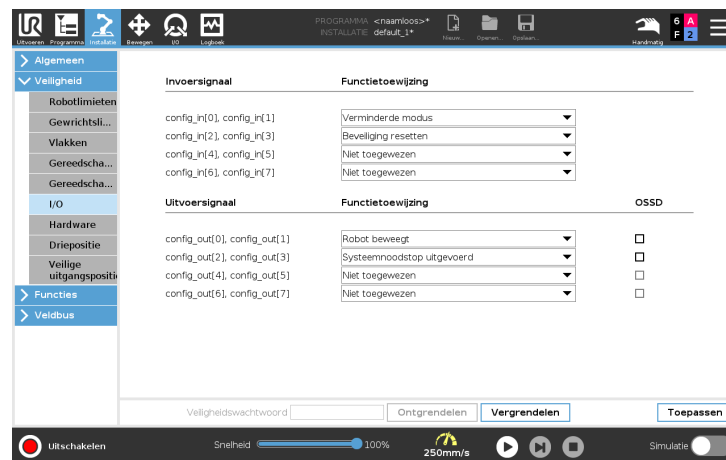 UR
PROGRAMMA <naamloos>*
INSTALLATIE default_1*
Uitvoeren Programma Installatie Bewegen I/O Logboek
Nieuw... Openen... Opslaan...
Handmatig
6 A
F 2
Algemeen
Veiligheid
Robotlimieten
Gewrichtsli...
Vlakken
Gereedscha...
Gereedscha...
I/O
Hardware
Driepositie
Veilige
uitgangspositi
Functies
Veldbus
Invoersignaal Functietoewijzing
config_in[0], config_in[1] Verminderde modus
config_in[2], config_in[3] Beveiliging resetten
config_in[4], config_in[5] Niet toegewezen
config_in[6], config_in[7] Niet toegewezen
Uitvoersignaal Functietoewijzing OSSD
config_out[0], config_out[1] Robot beweegt
config_out[2], config_out[3] Systeemnoodstop uitgevoerd
config_out[4], config_out[5] Niet toegewezen
config_out[6], config_out[7] Niet toegewezen
Veiligheidswachtwoord Ontgrendelen Vergrendelen Toepassen
Uitschakelen Snelheid 100% 250mm/s Simulatie